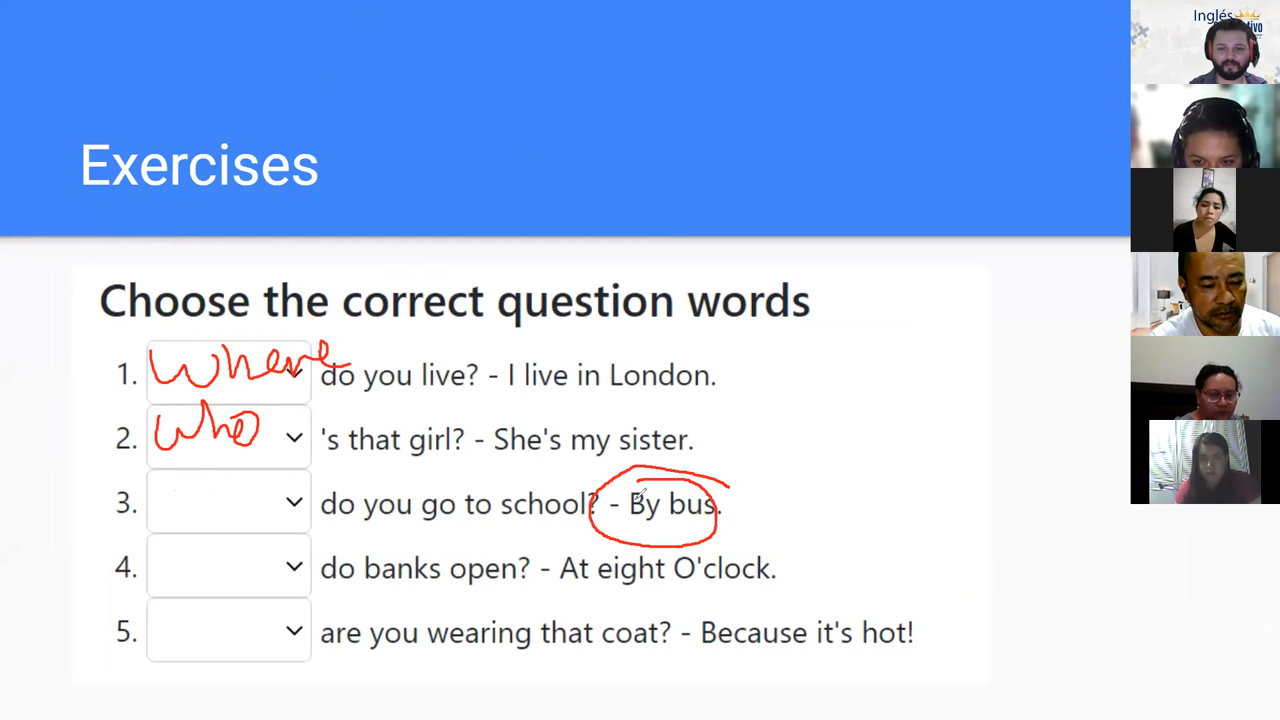 Inglés
Exercises
Choose the correct question words
1. Where do you live? - I live in London.
2. Who 's that girl? - She's my sister.
3. do you go to school? - By bus.
4. do banks open? - At eight O'clock.
5. are you wearing that coat? - Because it's hot!